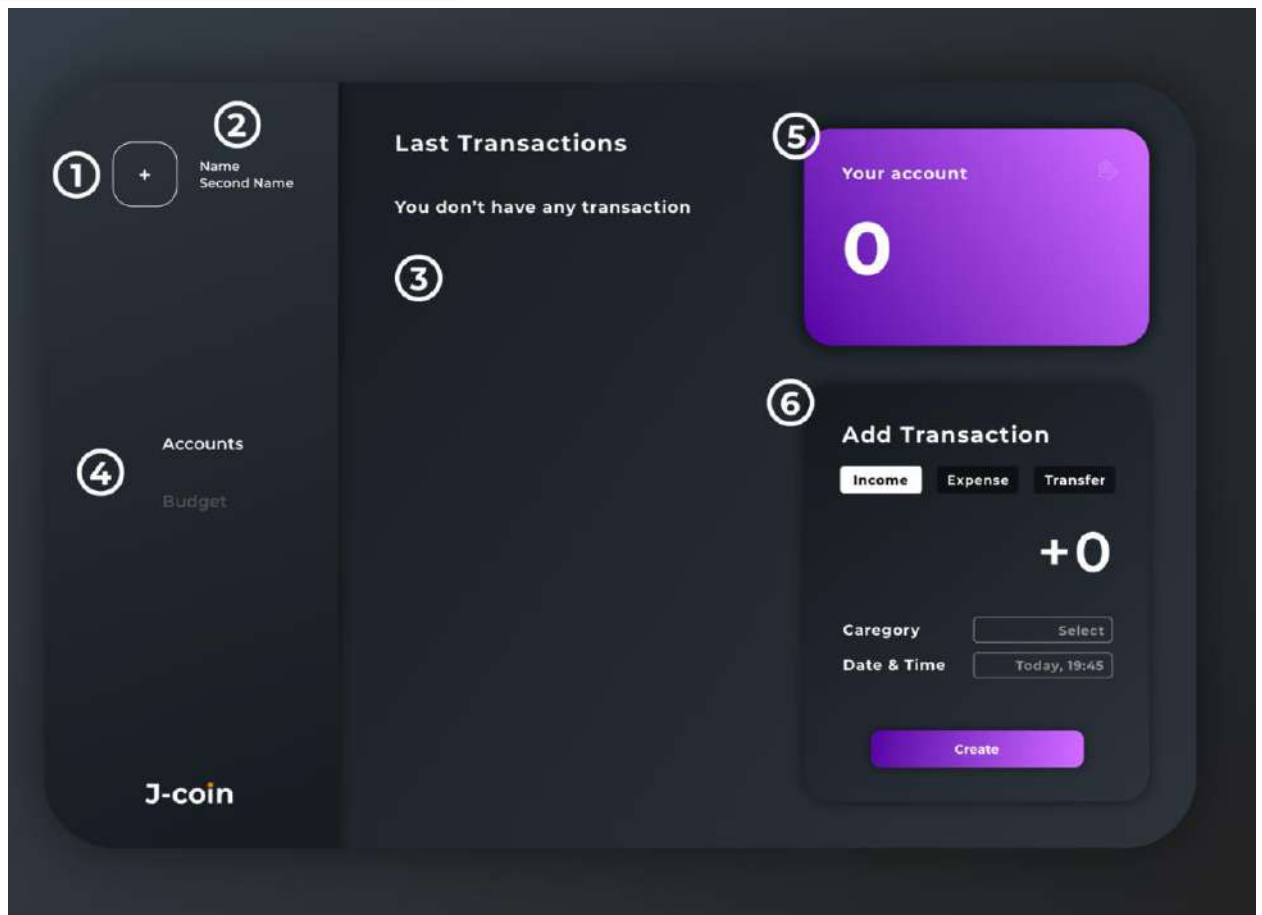 2
1
+
Name
Second Name
4
Accounts
Budget
J-coin
Last Transactions
You don't have any transaction
3
5
Your account
0
6
Add Transaction
Income Expense Transfer
+0
Caregory Select
Date & Time Today, 19:45
Create